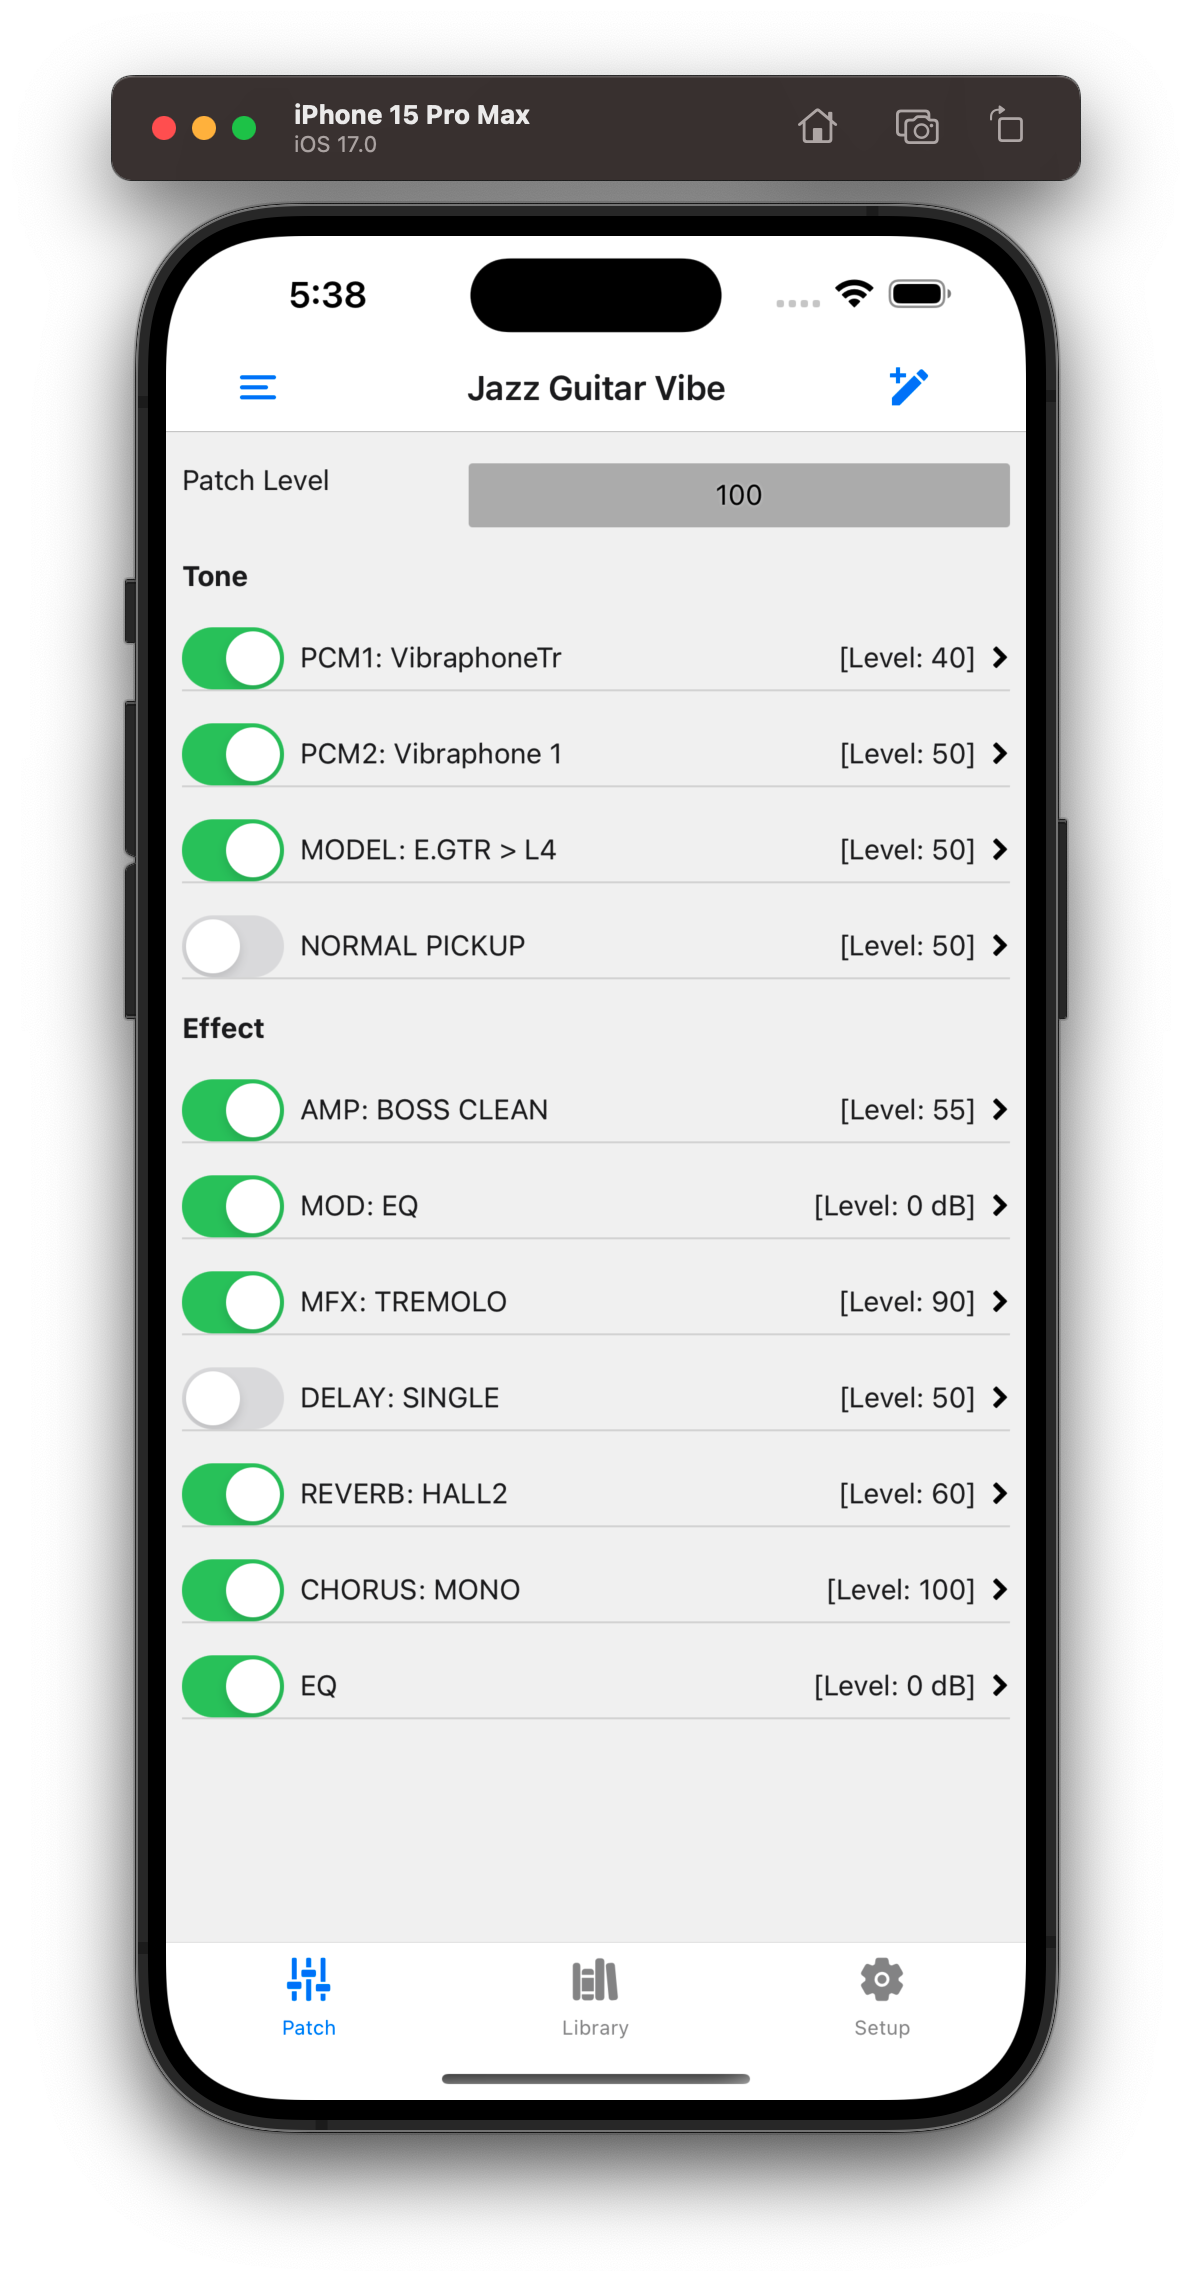 iPhone 15 Pro Max
iOS 17.0
5:38
Jazz Guitar Vibe
Patch Level
100
Tone
PCM1: VibraphoneTr [Level: 40]
PCM2: Vibraphone 1 [Level: 50]
MODEL: E.GTR > L4 [Level: 50]
NORMAL PICKUP [Level: 50]
Effect
AMP: BOSS CLEAN [Level: 55]
MOD: EQ [Level: 0 dB]
MFX: TREMOLO [Level: 90]
DELAY: SINGLE [Level: 50]
REVERB: HALL2 [Level: 60]
CHORUS: MONO [Level: 100]
EQ [Level: 0 dB]
Patch Library Setup